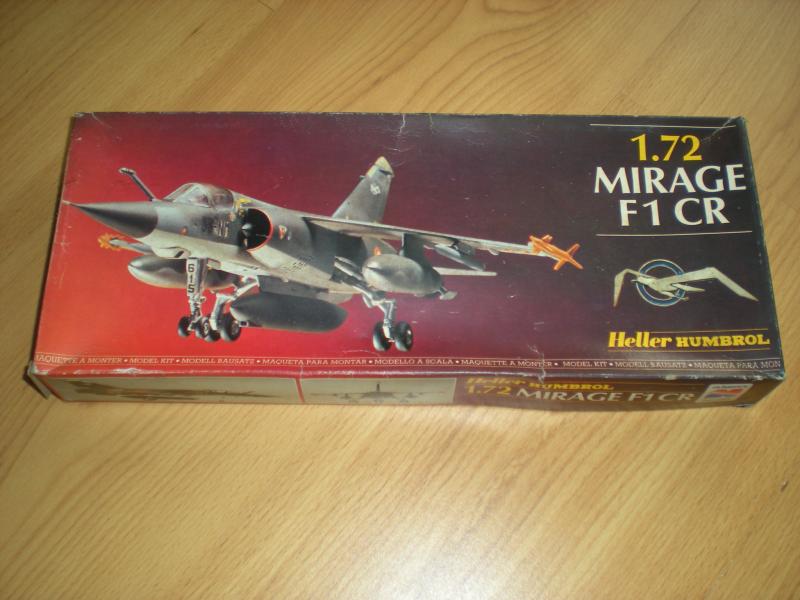 1.72
MIRAGE
F1 CR
615
Heller HUMBROL
MAQUETTE A MONTER • MODEL KIT • MODELL BAUSATZ • MAQUETA PARA MONTAR • MODELLO A SCALA • MAQUETTE A MONTER • MODEL KIT • MODELL BAUSATZ • MAQUETA PARA MON
Heller HUMBROL
1.72 MIRAGE F1 CR